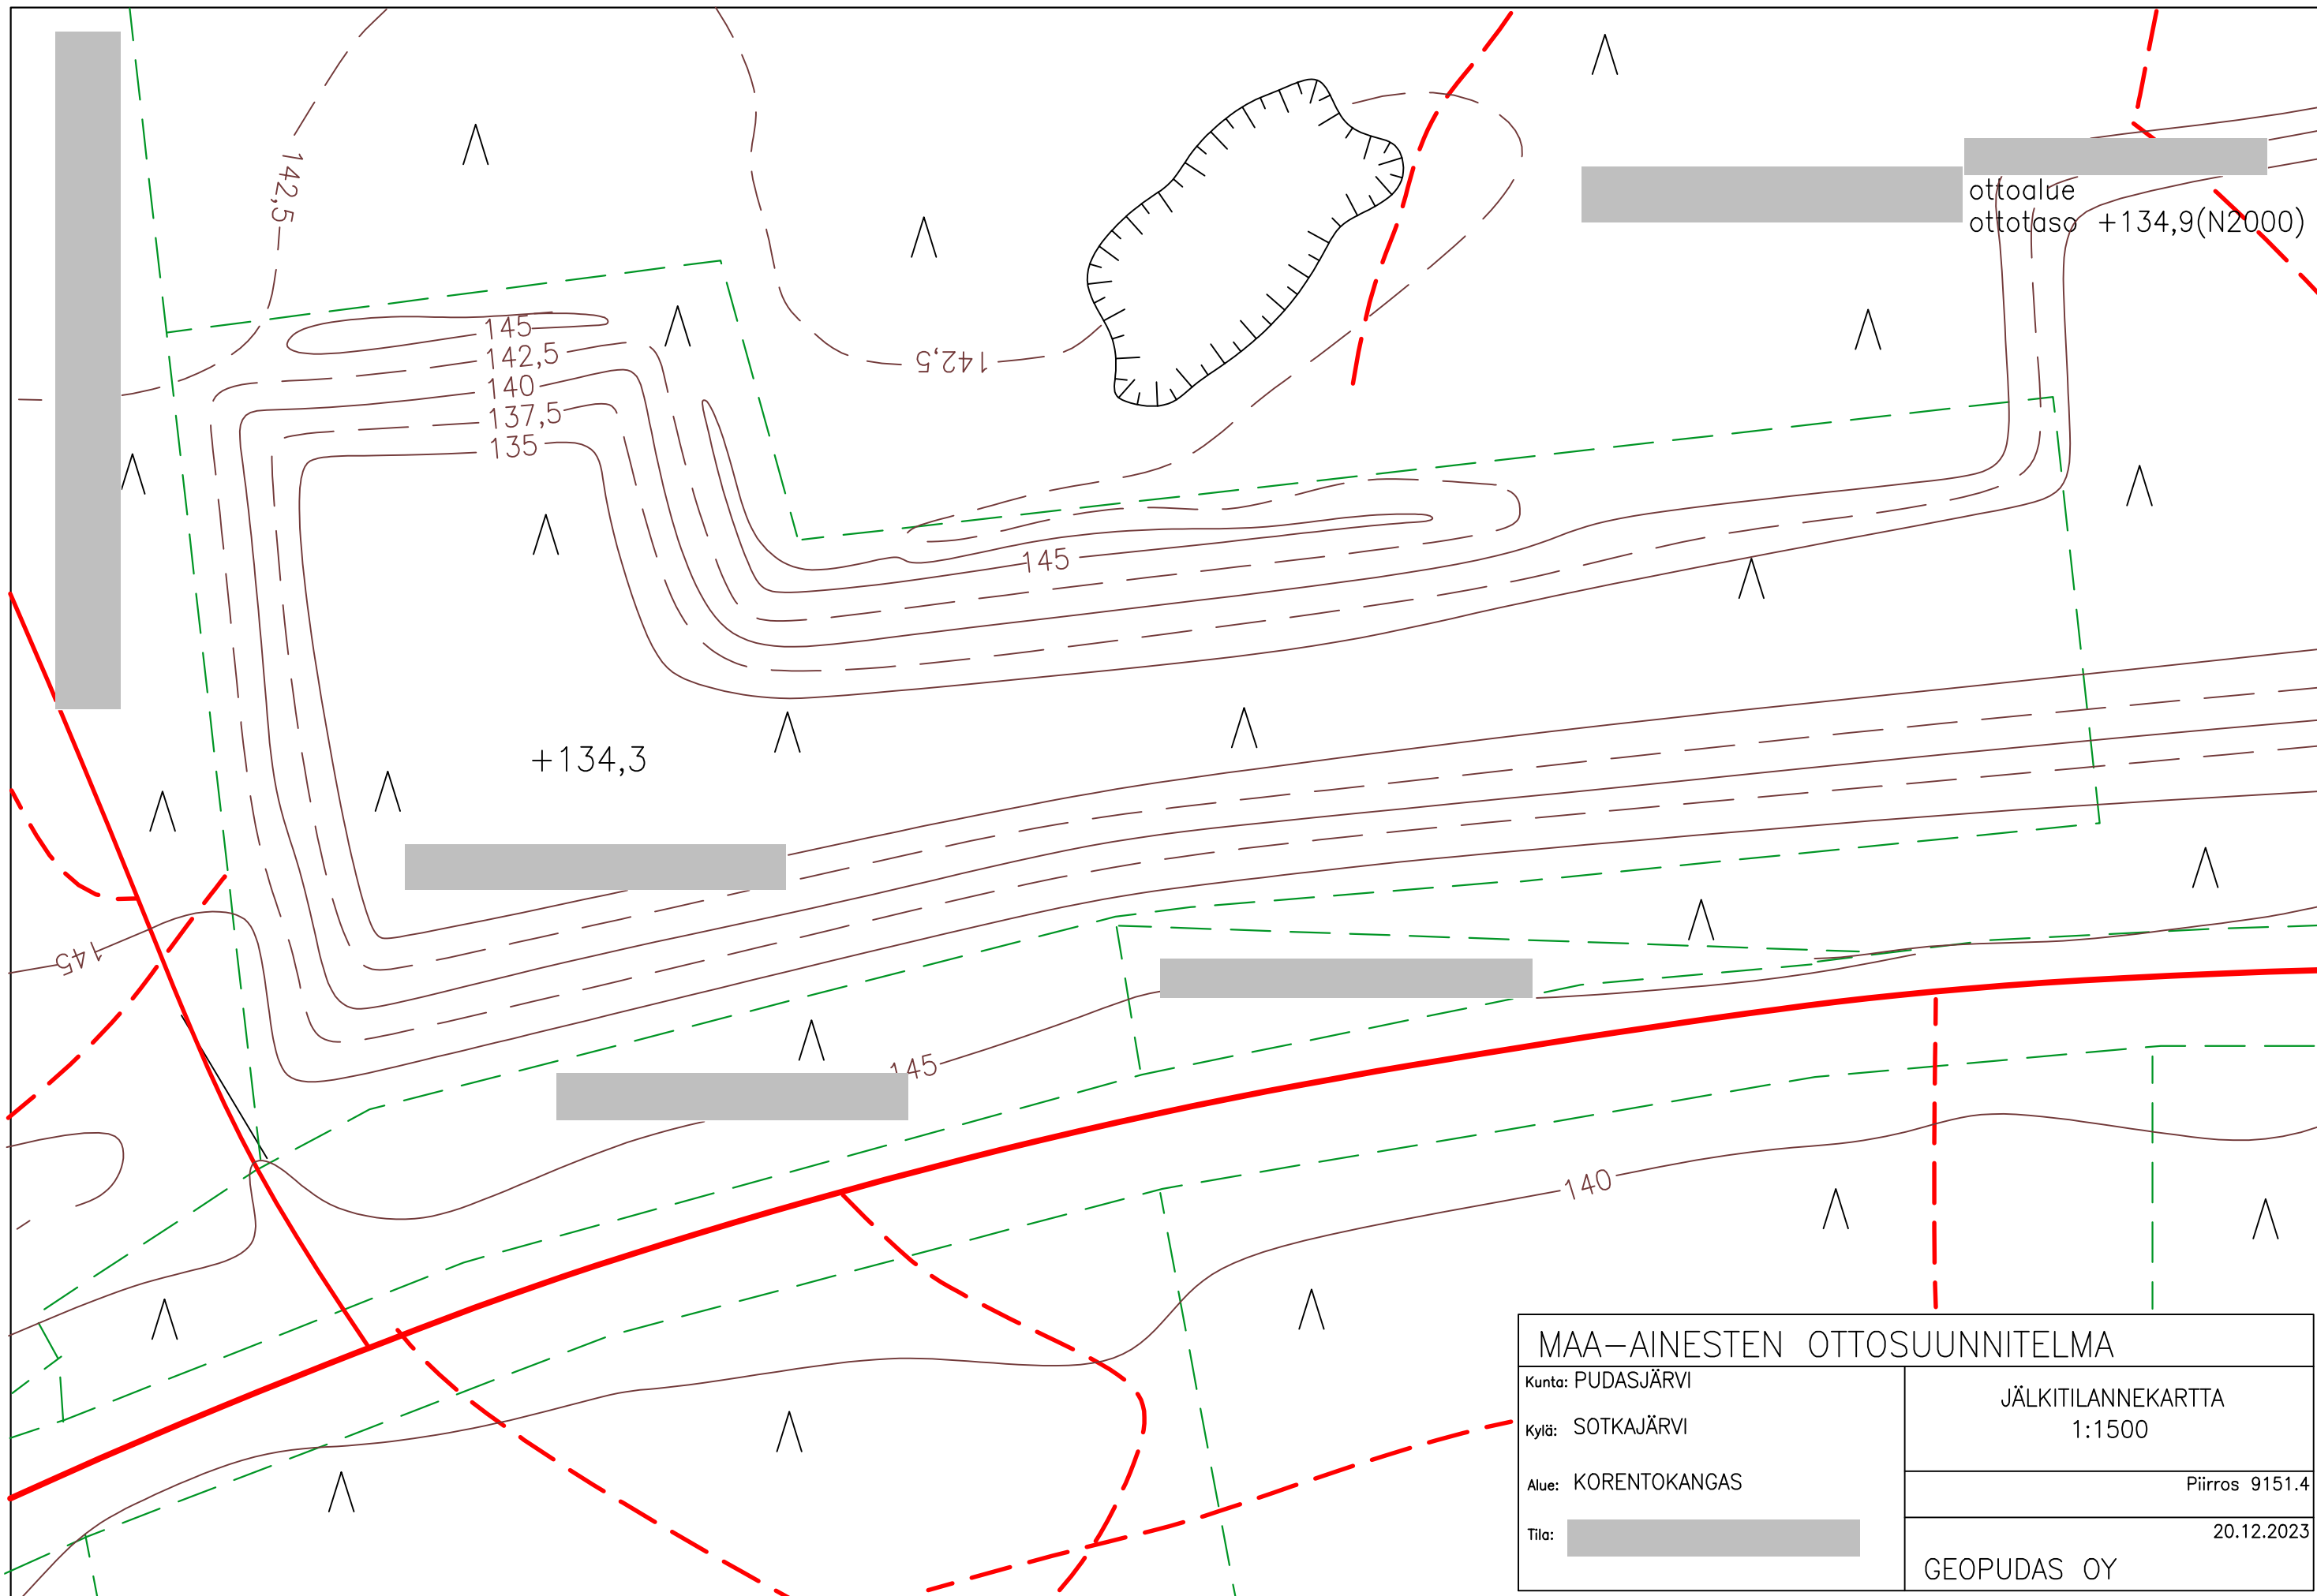 142,5
ottoalue
ottotaso +134,9(N2000)
145
142,5
142,5
140
137,5
135
145
+134,3
145
145
140
MAA-AINESTEN OTTOSUUNNITELMA
Kunta: PUDASJÄRVI
Kylä: SOTKAJÄRVI
Alue: KORENTOKANGAS
Tila:
JÄLKITILANNEKARTTA
1:1500
Piirros 9151.4
20.12.2023
GEOPUDAS OY